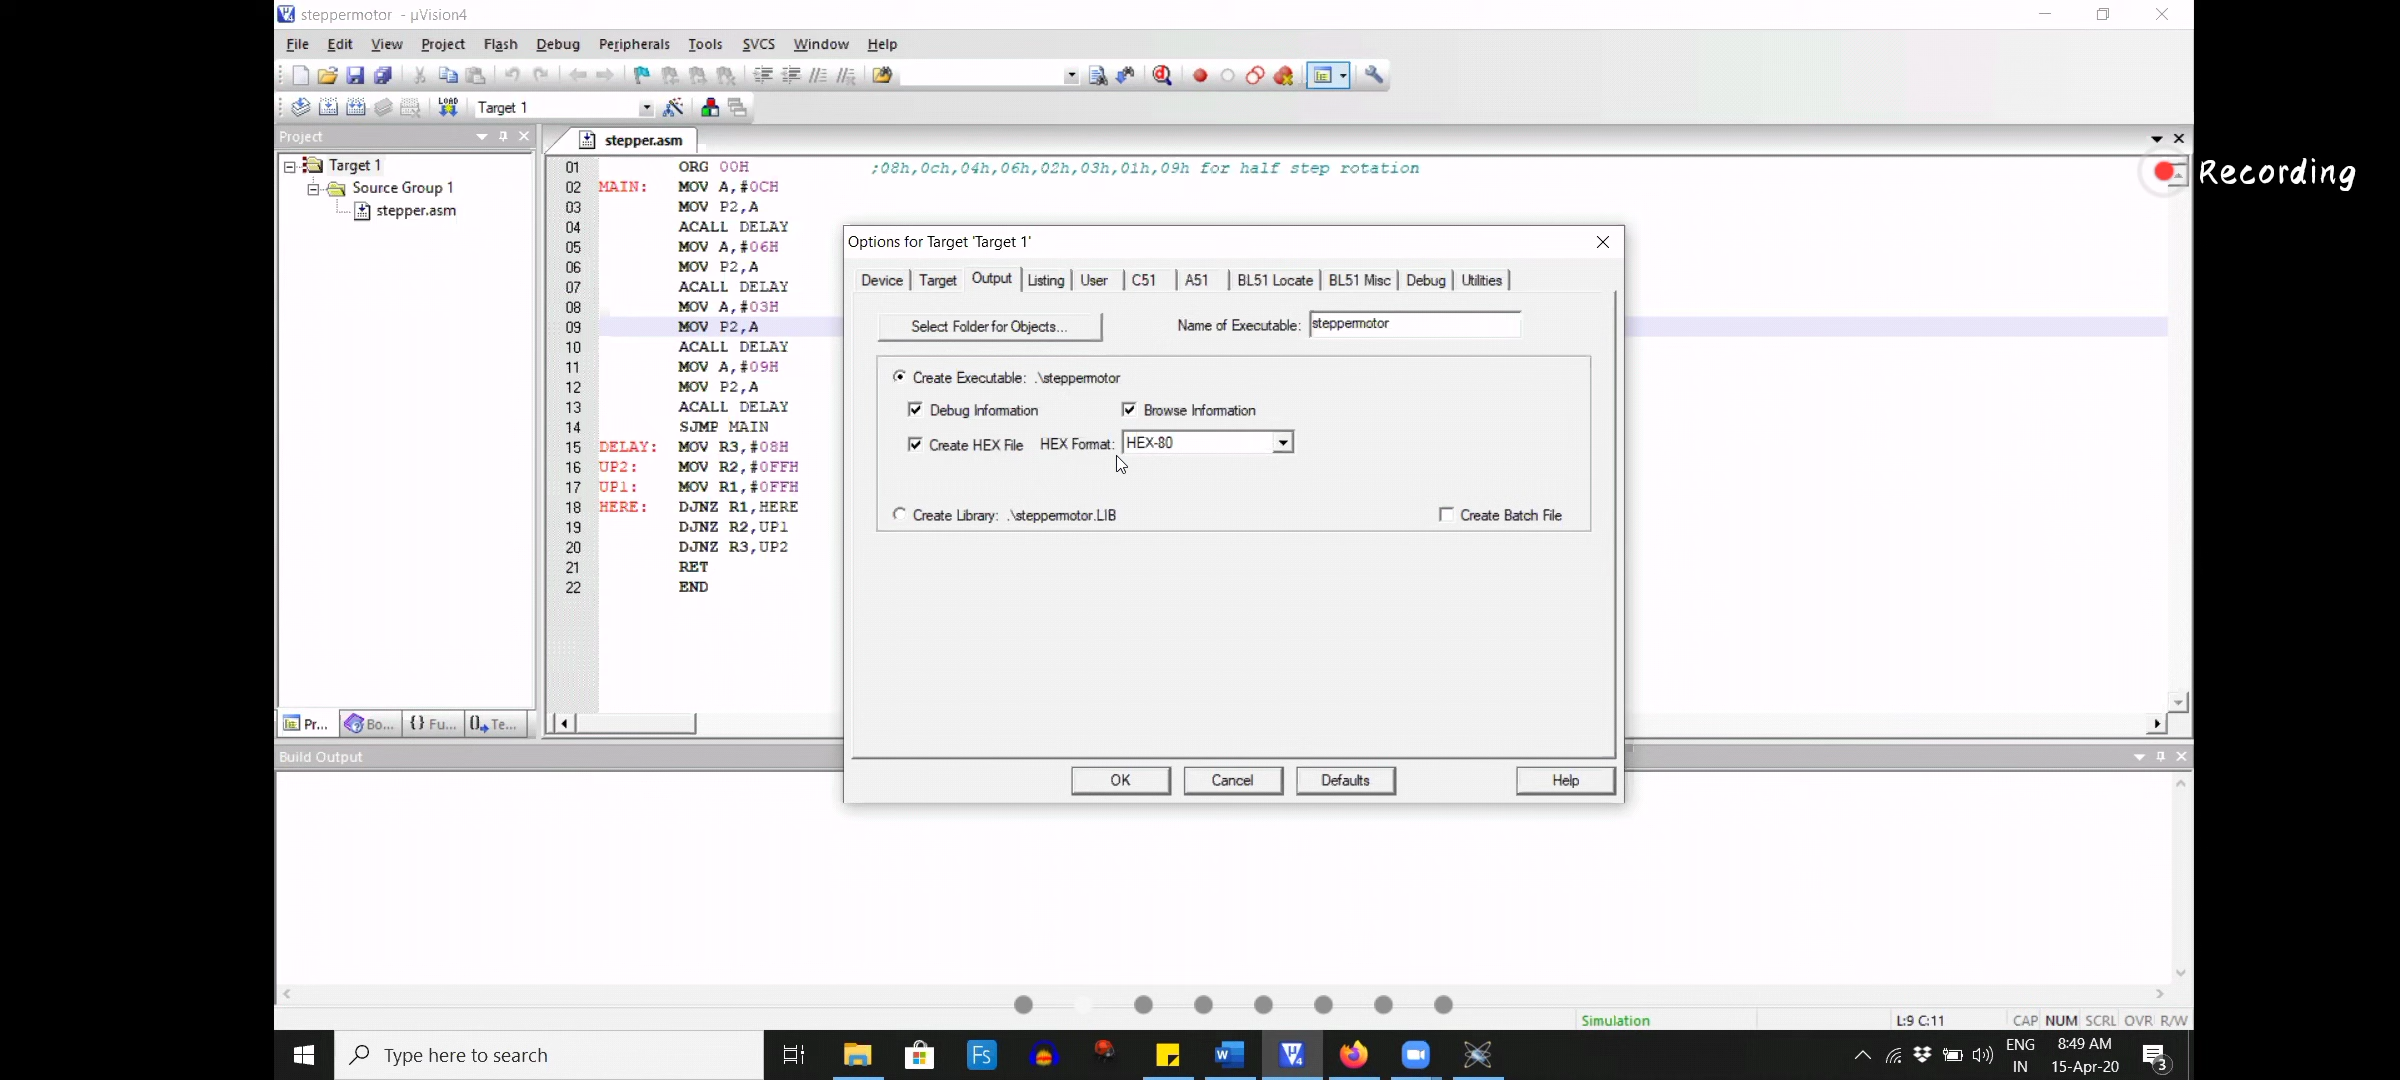 steppermotor - µVision4
File Edit View Project Flash Debug Peripherals Tools SVCS Window Help
LOAD Target 1
Project
Target 1
Source Group 1
stepper.asm
Pr... Bo... {} Fu... Te...
stepper.asm
01 ORG 00H ;08h,0ch,04h,06h,02h,03h,01h,09h for half step rotation
02 MAIN: MOV A,#0CH
03 MOV P2,A
04 ACALL DELAY
05 MOV A,#06H
06 MOV P2,A
07 ACALL DELAY
08 MOV A,#03H
09 MOV P2,A
10 ACALL DELAY
11 MOV A,#09H
12 MOV P2,A
13 ACALL DELAY
14 SJMP MAIN
15 DELAY: MOV R3,#08H
16 UP2: MOV R2,#0FFH
17 UP1: MOV R1,#0FFH
18 HERE: DJNZ R1,HERE
19 DJNZ R2,UP1
20 DJNZ R3,UP2
21 RET
22 END
Recording
Options for Target 'Target 1'
Device Target Output Listing User C51 A51 BL51 Locate BL51 Misc Debug Utilities
Select Folder for Objects... Name of Executable: steppermotor
Create Executable: .\steppermotor
Debug Information Browse Information
Create HEX File HEX Format: HEX-80
Create Library: .\steppermotor.LIB Create Batch File
OK Cancel Defaults Help
Build Output
Simulation L:9 C:11 CAP NUM SCRL OVR R/W
Type here to search
Fs
W
µ4
ENG
IN
8:49 AM
15-Apr-20
3